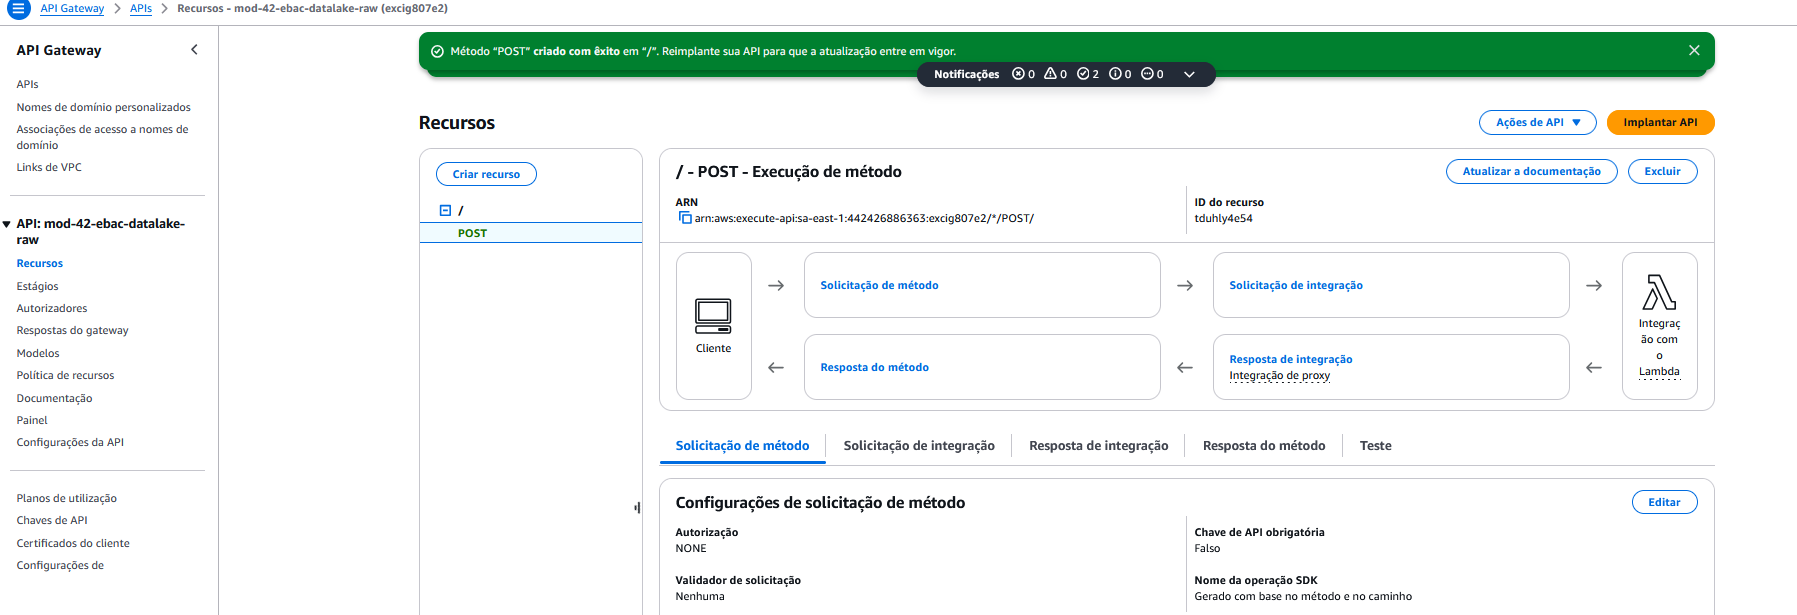 API Gateway > APIs > Recursos - mod-42-ebac-datalake-raw (excig807e2)
API Gateway
APIs
Nomes de domínio personalizados
Associações de acesso a nomes de
domínio
Links de VPC
API: mod-42-ebac-datalake-
raw
Recursos
Estágios
Autorizadores
Respostas do gateway
Modelos
Política de recursos
Documentação
Painel
Configurações da API
Planos de utilização
Chaves de API
Certificados do cliente
Configurações de
Método “POST” criado com êxito em “/”. Reimplante sua API para que a atualização entre em vigor.
Notificações 0 0 2 0 0
Recursos
Ações de API
Implantar API
Criar recurso
/
POST
/ - POST - Execução de método
Atualizar a documentação
Excluir
ARN
arn:aws:execute-api:sa-east-1:442426886363:excig807e2/*/POST/
ID do recurso
tduhly4e54
Cliente
Solicitação de método
Solicitação de integração
Resposta do método
Resposta de integração
Integração de proxy
Integraç
ão com
o
Lambda
Solicitação de método
Solicitação de integração
Resposta de integração
Resposta do método
Teste
Configurações de solicitação de método
Editar
Autorização
NONE
Chave de API obrigatória
Falso
Validador de solicitação
Nenhuma
Nome da operação SDK
Gerado com base no método e no caminho